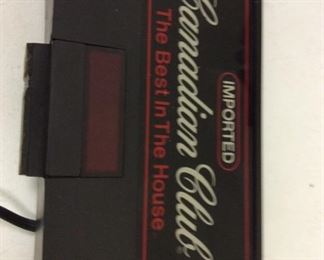 IMPORTED
Canadian Club®
The Best In The House